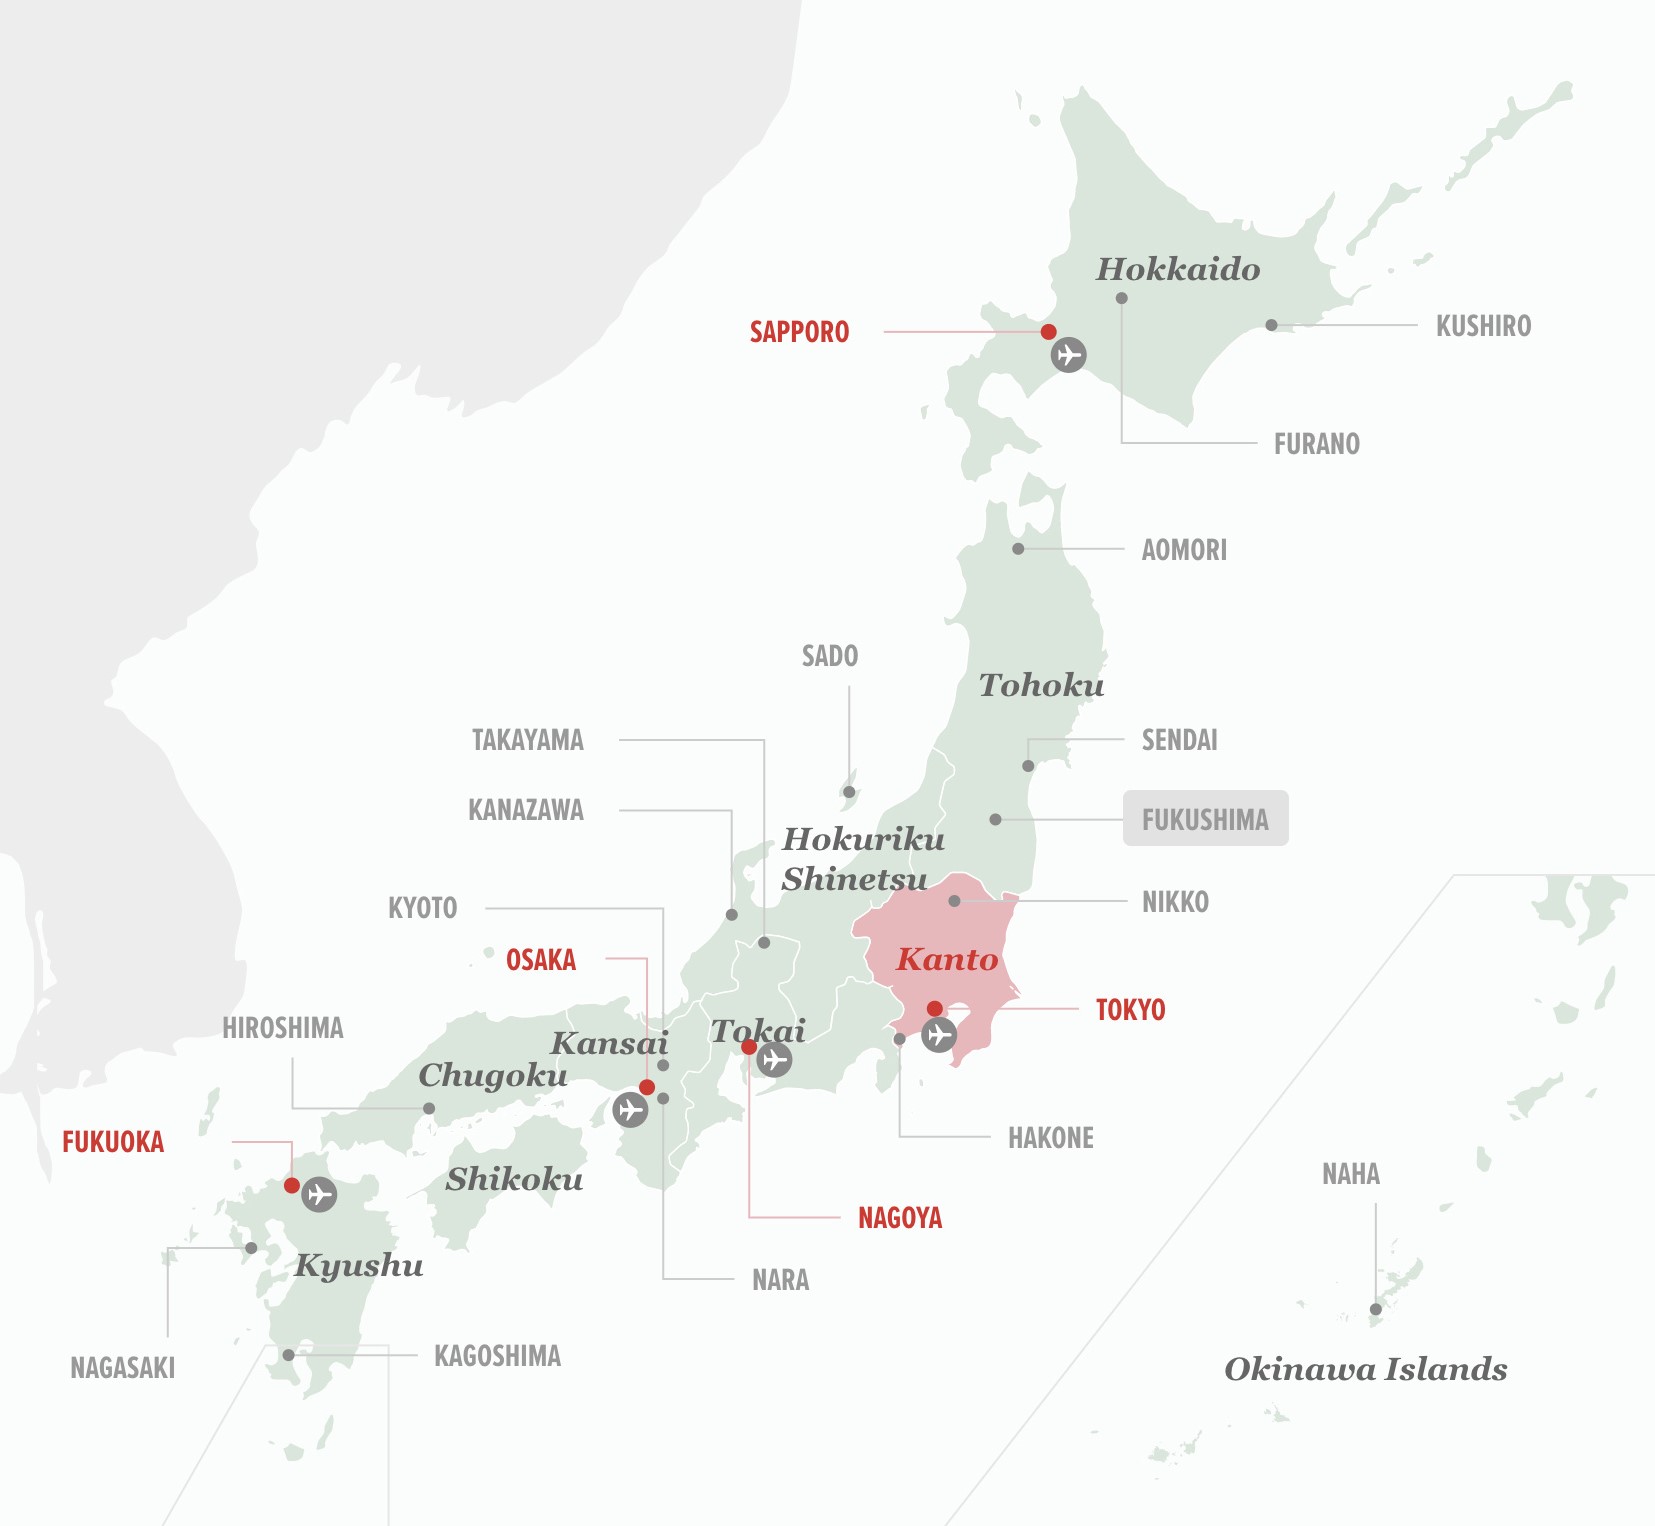 Hokkaido
SAPPORO
KUSHIRO
FURANO
AOMORI
SADO
Tohoku
TAKAYAMA
SENDAI
KANAZAWA
FUKUSHIMA
Hokuriku
Shinetsu
NIKKO
KYOTO
OSAKA
Kanto
TOKYO
HIROSHIMA
Kansai
Tokai
Chugoku
FUKUOKA
HAKONE
Shikoku
NAHA
NAGOYA
Kyushu
NARA
NAGASAKI
KAGOSHIMA
Okinawa Islands